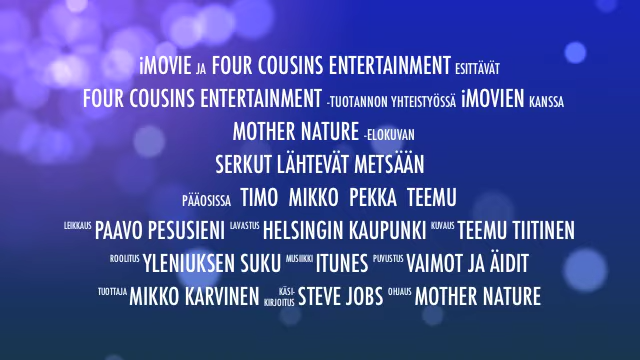 iMOVIE JA FOUR COUSINS ENTERTAINMENT ESITTÄVÄT
FOUR COUSINS ENTERTAINMENT -TUOTANNON YHTEISTYÖSSÄ iMOVIEN KANSSA
MOTHER NATURE -ELOKUVAN
SERKUT LÄHTEVÄT METSÄÄN
PÄÄOSISSA TIMO MIKKO PEKKA TEEMU
LEIKKAUS PAAVO PESUSIENI LAVASTUS HELSINGIN KAUPUNKI KUVAUS TEEMU TIITINEN
ROOLITUS YLENIUKSEN SUKU MUSIIKKI ITUNES PUVUSTUS VAIMOT JA ÄIDIT
TUOTTAJA MIKKO KARVINEN KÄSI-KIRJOITUS STEVE JOBS OHJAUS MOTHER NATURE